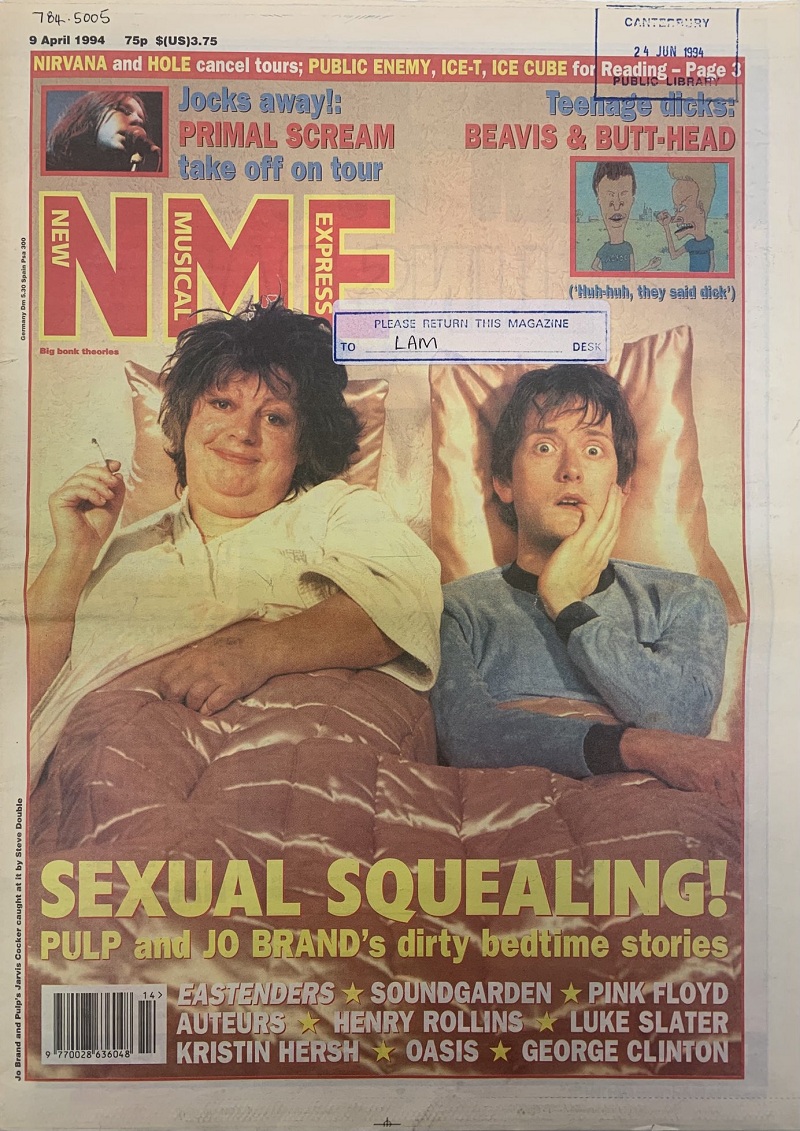 784.5005
CANTERBURY
24 JUN 1994
PUBLIC LIBRARY
9 April 1994 75p $(US)3.75
NIRVANA and HOLE cancel tours; PUBLIC ENEMY, ICE-T, ICE CUBE for Reading – Page 3
Jocks away!:
PRIMAL SCREAM
take off on tour
Teenage dicks:
BEAVIS & BUTT-HEAD
('Huh-huh, they said dick')
NME
NEW
MUSICAL
EXPRESS
Germany Dm 5.30 Spain Psa 300
Big bonk theories
PLEASE RETURN THIS MAGAZINE
TO LAM DESK
SEXUAL SQUEALING!
PULP and JO BRAND's dirty bedtime stories
Jo Brand and Pulp's Jarvis Cocker caught at it by Steve Double
EASTENDERS ★ SOUNDGARDEN ★ PINK FLOYD
AUTEURS ★ HENRY ROLLINS ★ LUKE SLATER
KRISTIN HERSH ★ OASIS ★ GEORGE CLINTON
14>
9 770028 636048